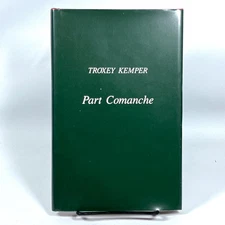 TROXEY KEMPER
Part Comanche